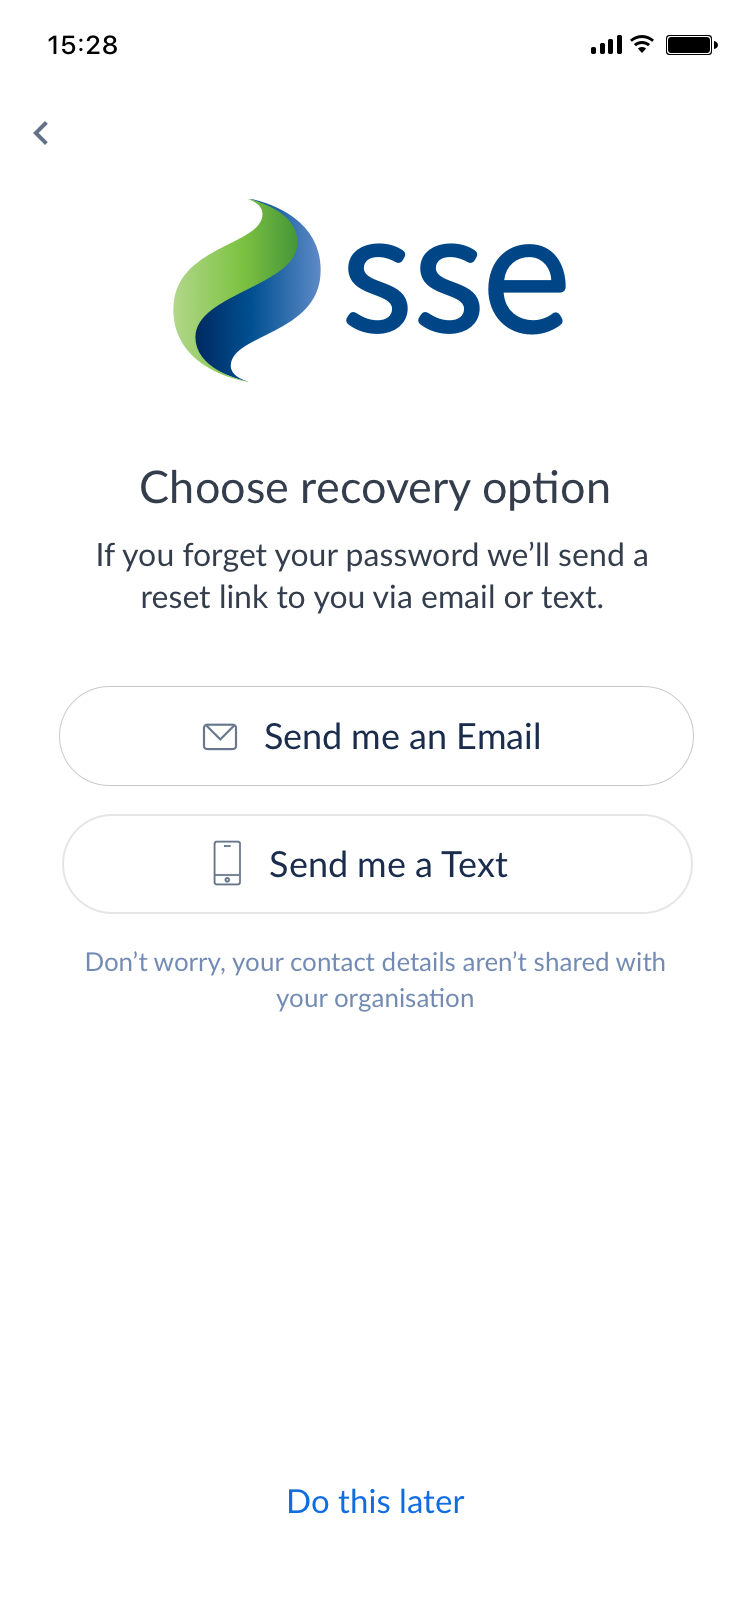 15:28
sse
Choose recovery option
If you forget your password we’ll send a
reset link to you via email or text.
Send me an Email
Send me a Text
Don’t worry, your contact details aren’t shared with
your organisation
Do this later